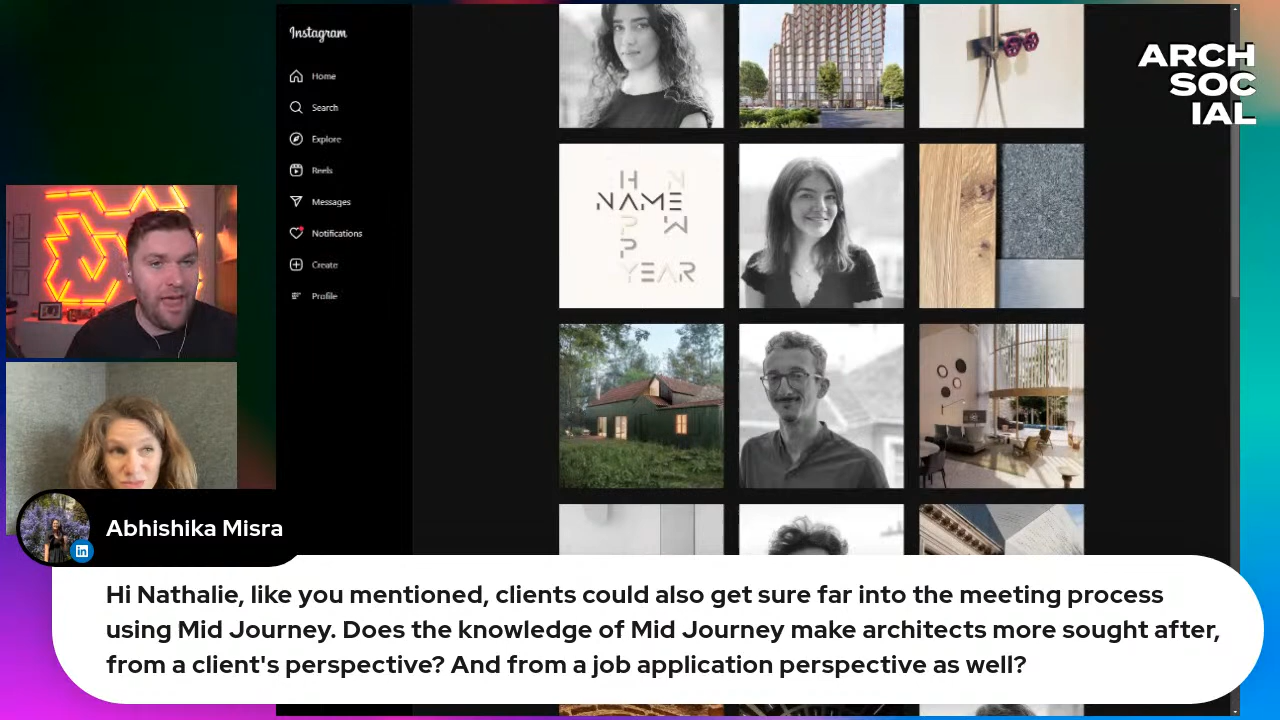 Instagram
Home
Search
Explore
Reels
Messages
Notifications
Create
Profile
ARCH
SOC
IAL
H N
NAME
P W
P
YEAR
Abhishika Misra
in
Hi Nathalie, like you mentioned, clients could also get sure far into the meeting process
using Mid Journey. Does the knowledge of Mid Journey make architects more sought after,
from a client's perspective? And from a job application perspective as well?